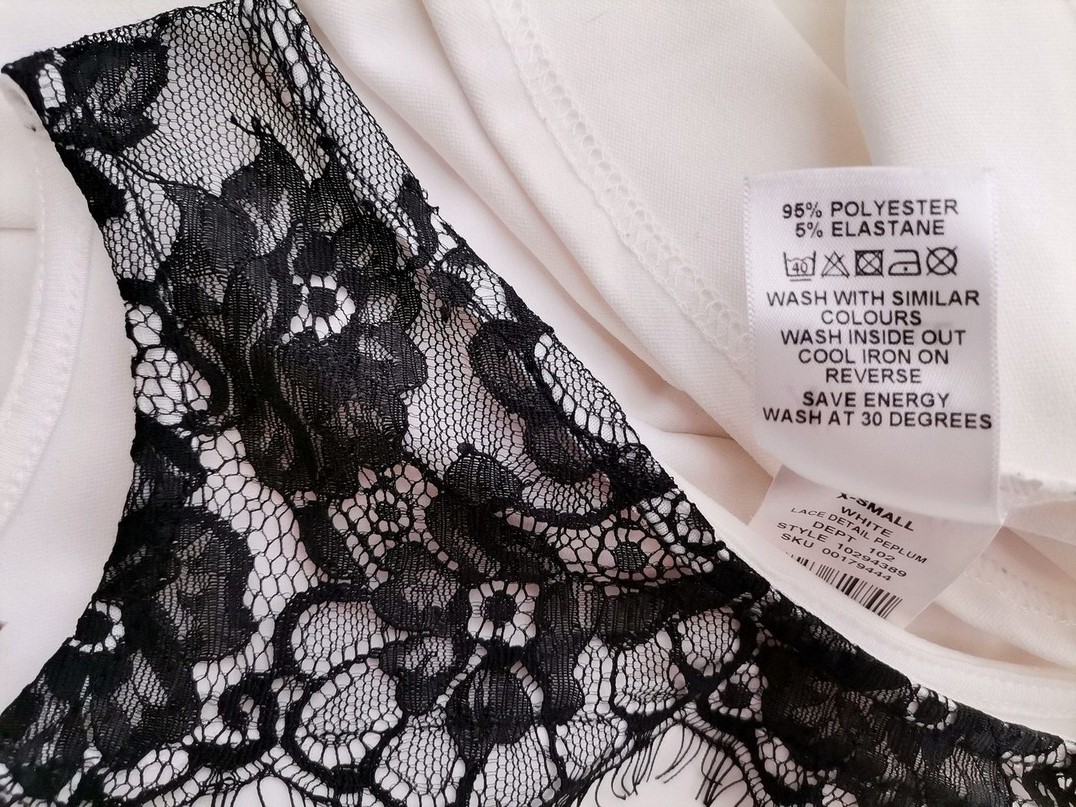 95% POLYESTER
5% ELASTANE
40
WASH WITH SIMILAR
COLOURS
WASH INSIDE OUT
COOL IRON ON
REVERSE
SAVE ENERGY
WASH AT 30 DEGREES
X-SMALL
WHITE
LACE DETAIL PEPLUM
DEPT 102
STYLE 10294389
SKU 00179444